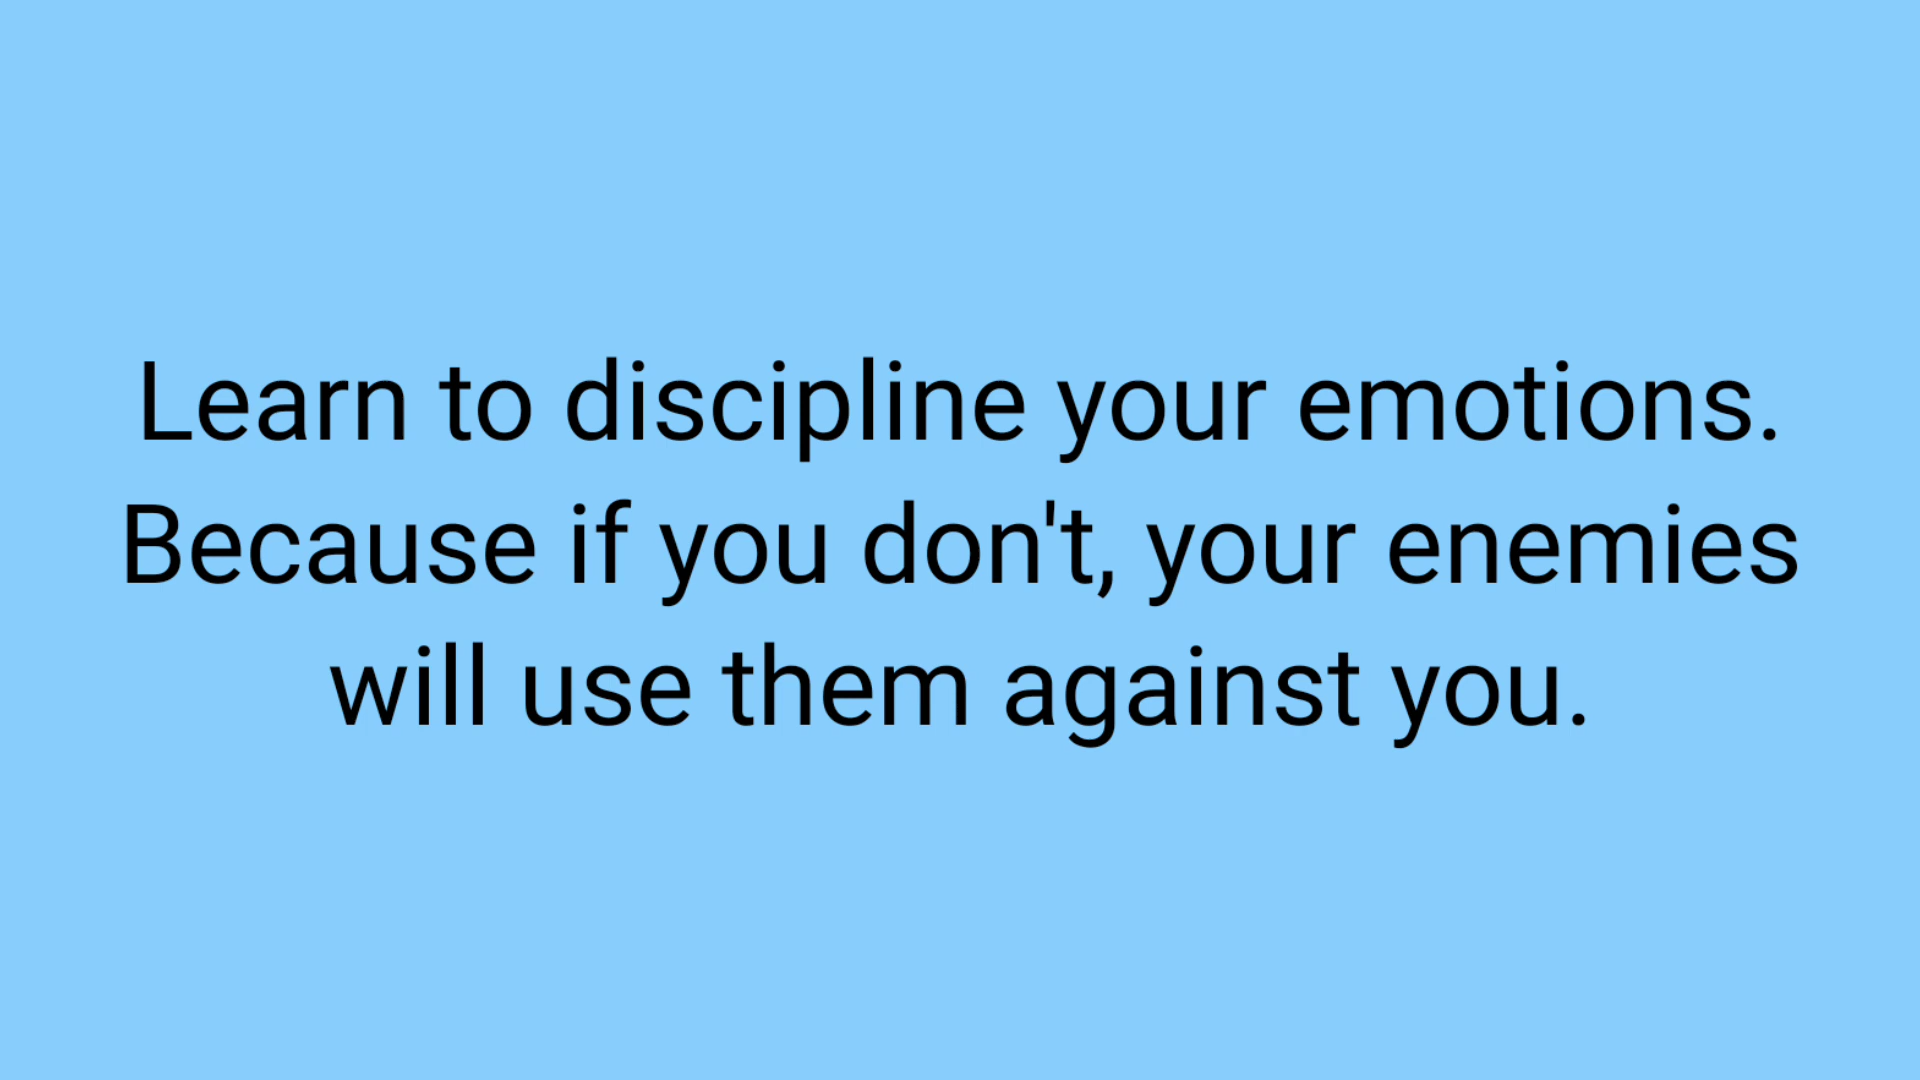 Learn to discipline your emotions.
Because if you don't, your enemies
will use them against you.